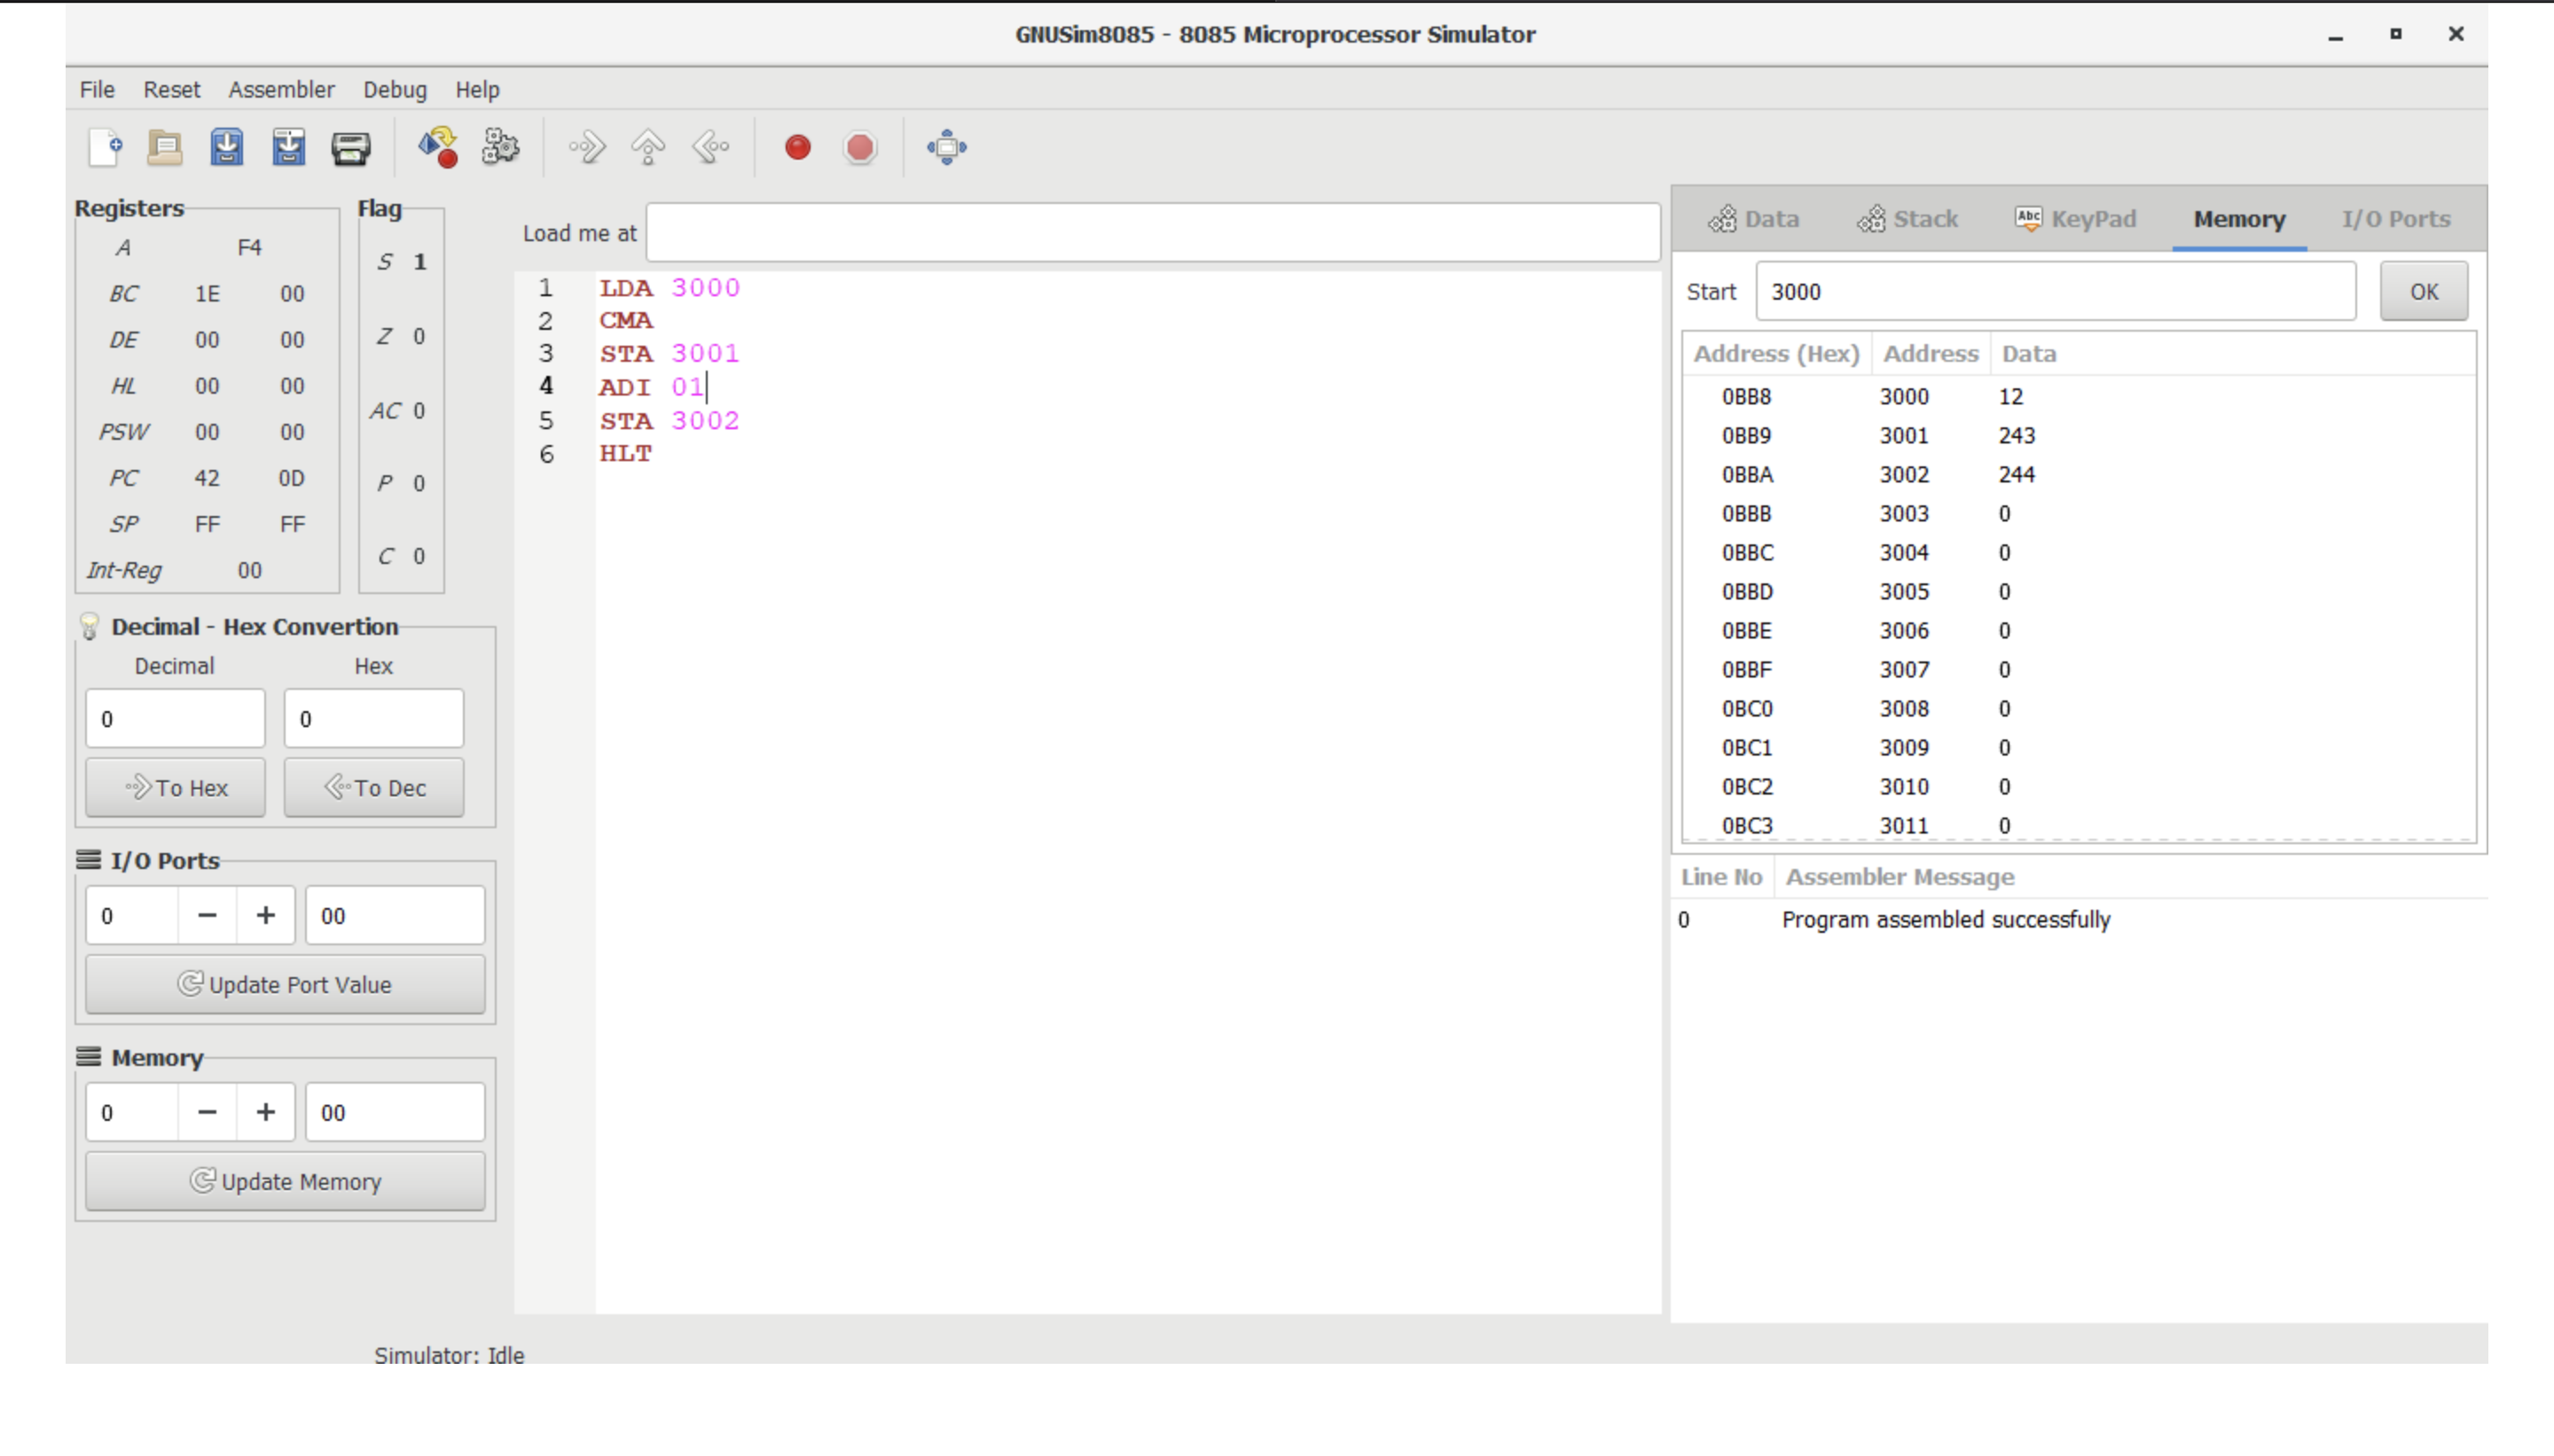 GNUSim8085 - 8085 Microprocessor Simulator
File Reset Assembler Debug Help
Registers
A F4
BC 1E 00
DE 00 00
HL 00 00
PSW 00 00
PC 42 0D
SP FF FF
Int-Reg 00
Flag
S 1
Z 0
AC 0
P 0
C 0
Decimal - Hex Convertion
Decimal Hex
0 0
To Hex To Dec
I/O Ports
0 − + 00
Update Port Value
Memory
0 − + 00
Update Memory
Load me at
1 LDA 3000
2 CMA
3 STA 3001
4 ADI 01
5 STA 3002
6 HLT
Data Stack Abc KeyPad Memory I/O Ports
Start 3000 OK
Address (Hex) Address Data
0BB8 3000 12
0BB9 3001 243
0BBA 3002 244
0BBB 3003 0
0BBC 3004 0
0BBD 3005 0
0BBE 3006 0
0BBF 3007 0
0BC0 3008 0
0BC1 3009 0
0BC2 3010 0
0BC3 3011 0
Line No Assembler Message
0 Program assembled successfully
Simulator: Idle